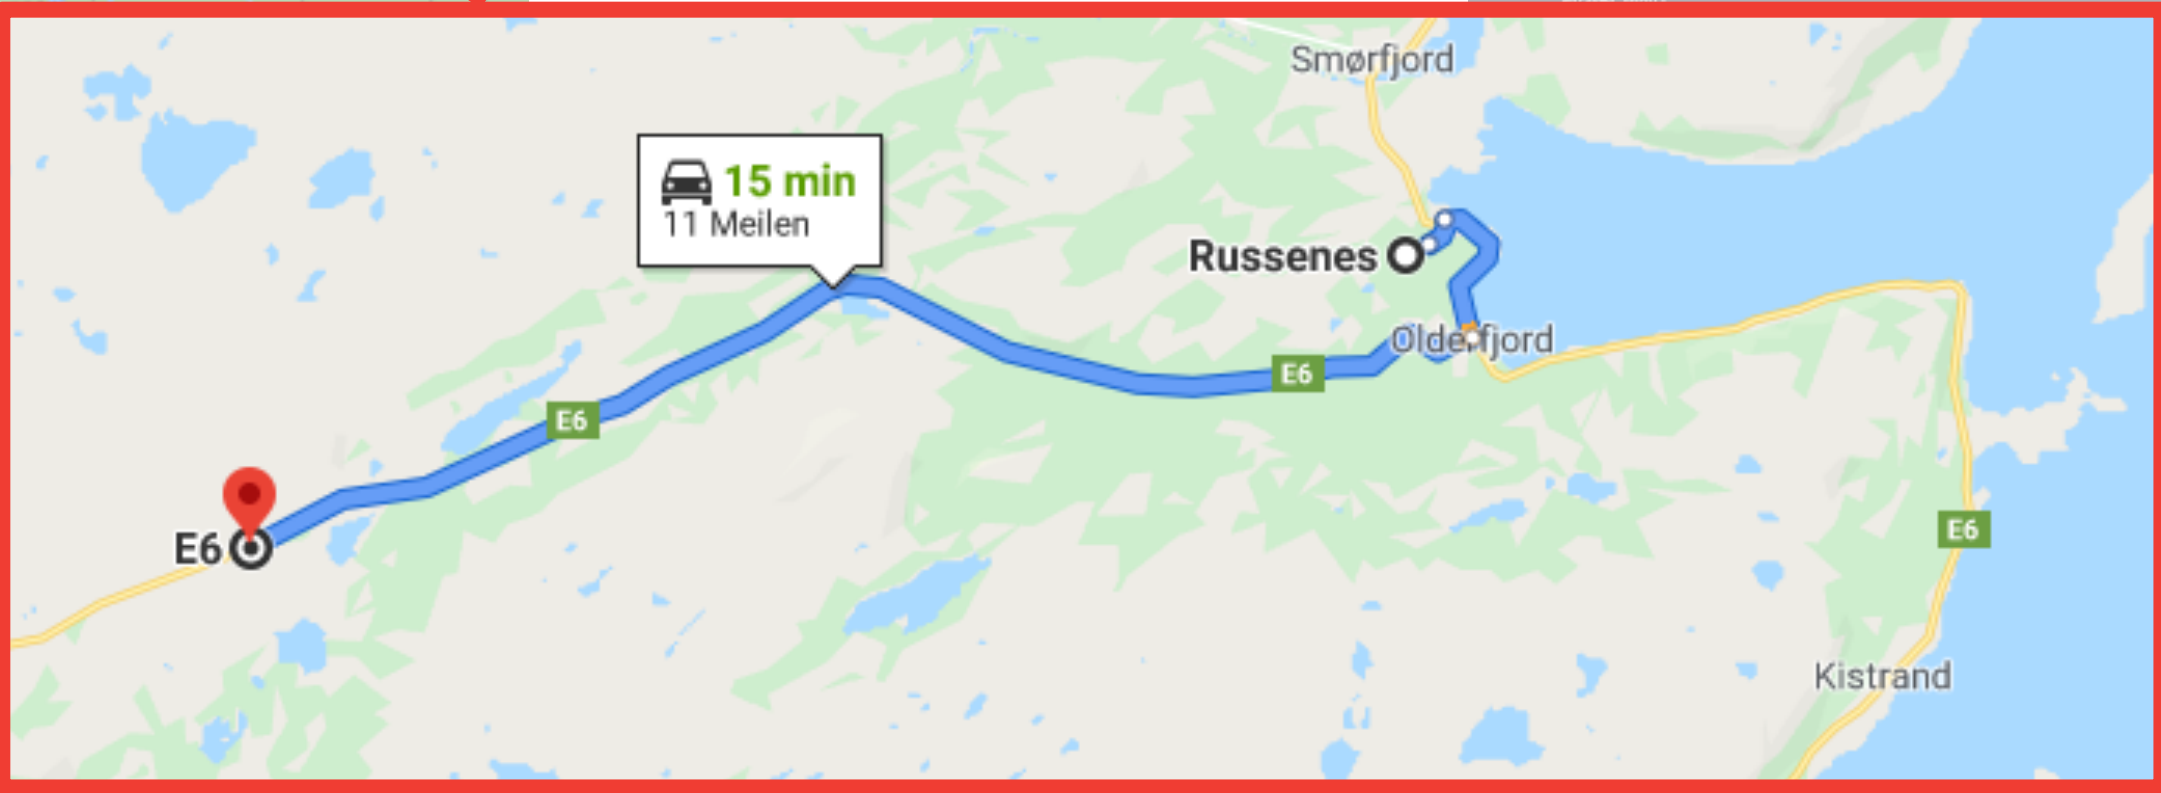 Smørfjord
15 min
11 Meilen
Russenes
Olderfjord
E6
E6
E6
E6
Kistrand